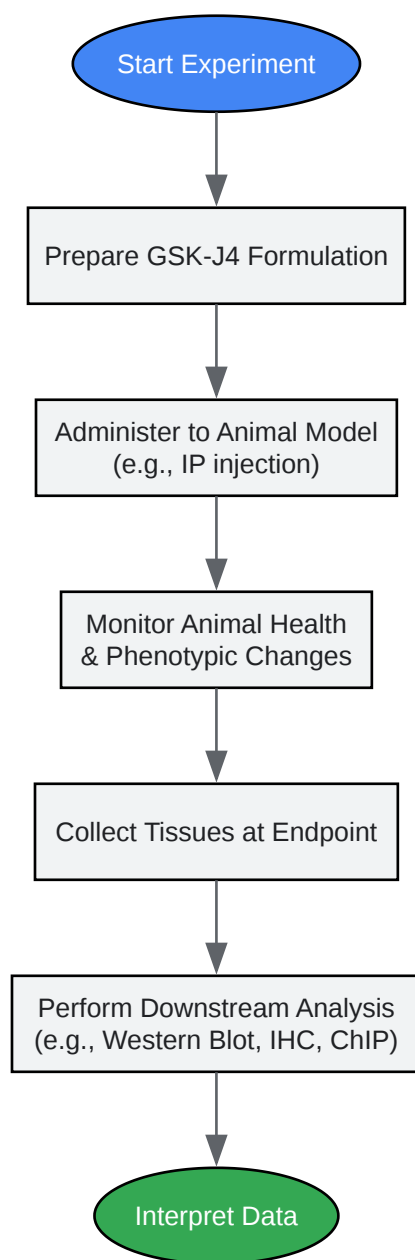 Start Experiment
Prepare GSK-J4 Formulation
Administer to Animal Model
(e.g., IP injection)
Monitor Animal Health
& Phenotypic Changes
Collect Tissues at Endpoint
Perform Downstream Analysis
(e.g., Western Blot, IHC, ChIP)
Interpret Data